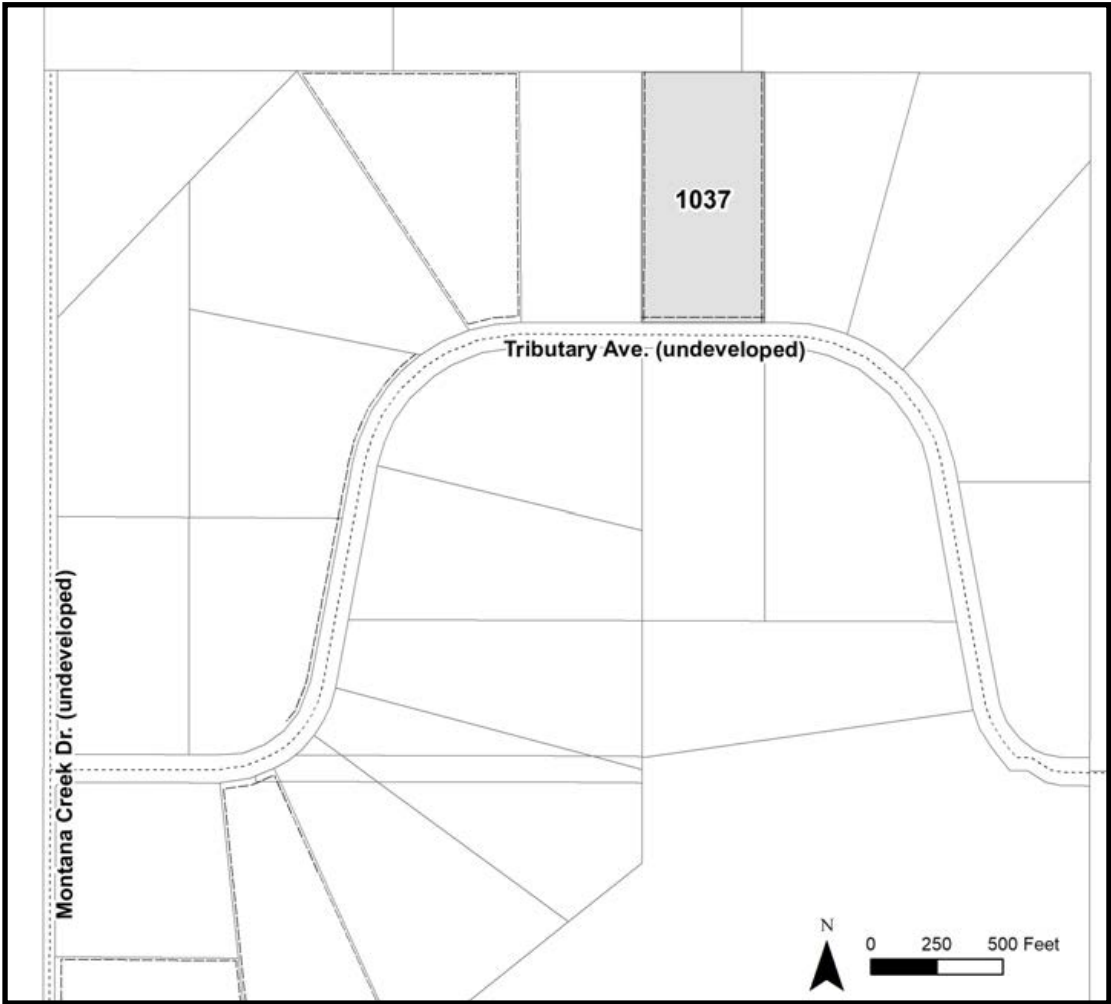 1037
Tributary Ave. (undeveloped)
Montana Creek Dr. (undeveloped)
N
0 250 500 Feet